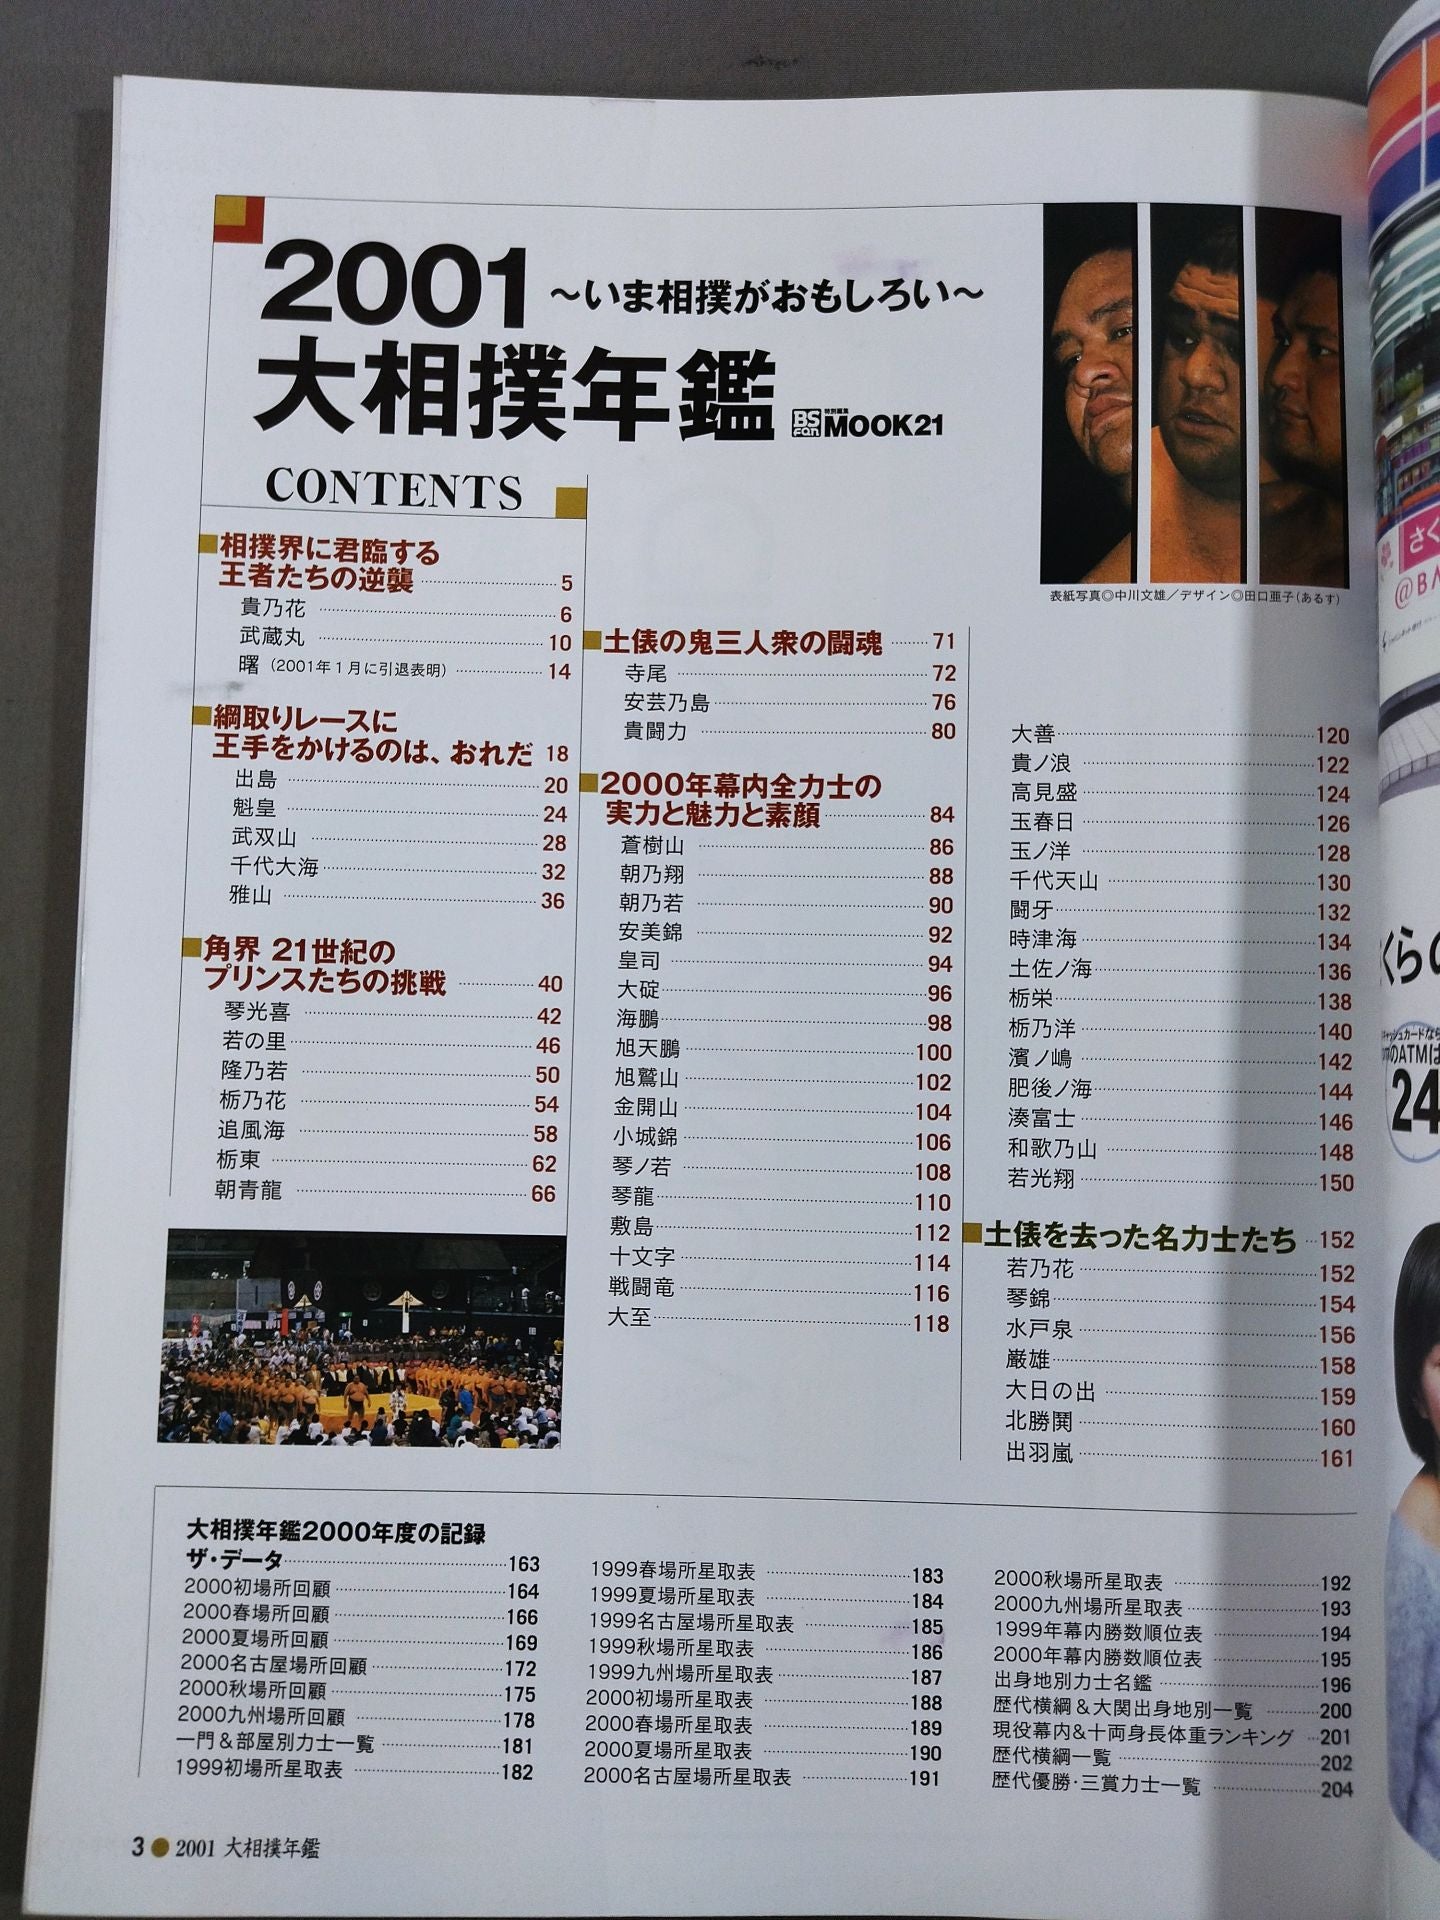 2001 〜いま相撲がおもしろい〜
大相撲年鑑 BS fan 特別編集 MOOK21
CONTENTS
表紙写真◎中川文雄／デザイン◎田口亜子(あるす)
相撲界に君臨する
王者たちの逆襲 5
貴乃花 6
武蔵丸 10
曙 (2001年1月に引退表明) 14
綱取りレースに
王手をかけるのは、おれだ 18
出島 20
魁皇 24
武双山 28
千代大海 32
雅山 36
角界 21世紀の
プリンスたちの挑戦 40
琴光喜 42
若の里 46
隆乃若 50
栃乃花 54
追風海 58
栃東 62
朝青龍 66
土俵の鬼三人衆の闘魂 71
寺尾 72
安芸乃島 76
貴闘力 80
2000年幕内全力士の
実力と魅力と素顔 84
蒼樹山 86
朝乃翔 88
朝乃若 90
安美錦 92
皇司 94
大碇 96
海鵬 98
旭天鵬 100
旭鷲山 102
金開山 104
小城錦 106
琴ノ若 108
琴龍 110
敷島 112
十文字 114
戦闘竜 116
大至 118
大善 120
貴ノ浪 122
高見盛 124
玉春日 126
玉ノ洋 128
千代天山 130
闘牙 132
時津海 134
土佐ノ海 136
栃栄 138
栃乃洋 140
濱ノ嶋 142
肥後ノ海 144
湊富士 146
和歌乃山 148
若光翔 150
土俵を去った名力士たち 152
若乃花 152
琴錦 154
水戸泉 156
巌雄 158
大日の出 159
北勝鬨 160
出羽嵐 161
大相撲年鑑2000年度の記録
ザ・データ 163
2000初場所回顧 164
2000春場所回顧 166
2000夏場所回顧 169
2000名古屋場所回顧 172
2000秋場所回顧 175
2000九州場所回顧 178
一門＆部屋別力士一覧 181
1999初場所星取表 182
1999春場所星取表 183
1999夏場所星取表 184
1999名古屋場所星取表 185
1999秋場所星取表 186
1999九州場所星取表 187
2000初場所星取表 188
2000春場所星取表 189
2000夏場所星取表 190
2000名古屋場所星取表 191
2000秋場所星取表 192
2000九州場所星取表 193
1999年幕内勝数順位表 194
2000年幕内勝数順位表 195
出身地別力士名鑑 196
歴代横綱＆大関出身地別一覧 200
現役幕内&十両身長体重ランキング 201
歴代横綱一覧 202
歴代優勝・三賞力士一覧 204
3 ● 2001 大相撲年鑑
さく
@BA
くらの
キャッシュカードなら
のATMは
24